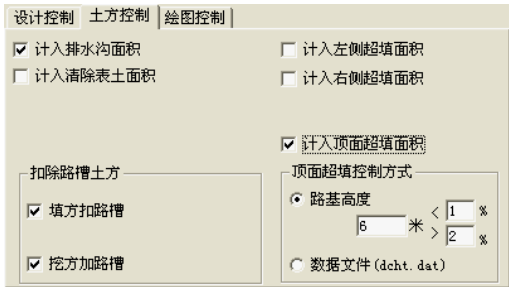 设计控制 土方控制 绘图控制
计入排水沟面积
计入清除表土面积
计入左侧超填面积
计入右侧超填面积
计入顶面超填面积
扣除路槽土方
填方扣路槽
挖方加路槽
顶面超填控制方式
路基高度
6 米 < 1 %
> 2 %
数据文件(dcht.dat)